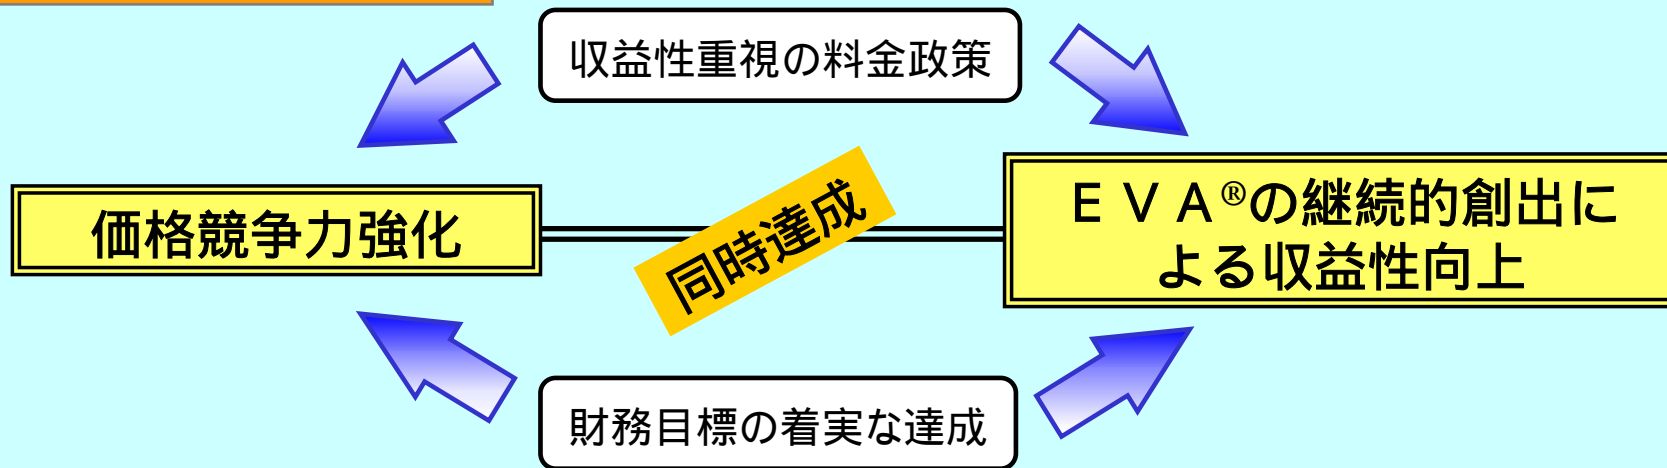 収益性重視の料金政策
価格競争力強化
同時達成
ＥＶＡ®の継続的創出に
よる収益性向上
財務目標の着実な達成